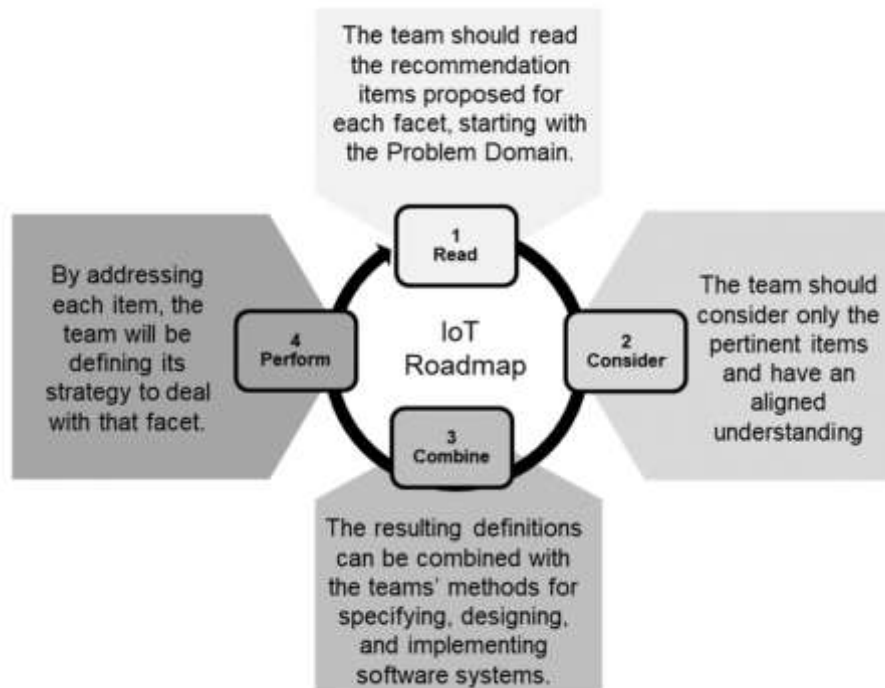 The team should read
the recommendation
items proposed for
each facet, starting with
the Problem Domain.
1
Read
The team should
consider only the
pertinent items
and have an
aligned
understanding
2
Consider
The resulting definitions
can be combined with
the teams' methods for
specifying, designing,
and implementing
software systems.
3
Combine
By addressing
each item, the
team will be
defining its
strategy to deal
with that facet.
4
Perform
IoT
Roadmap